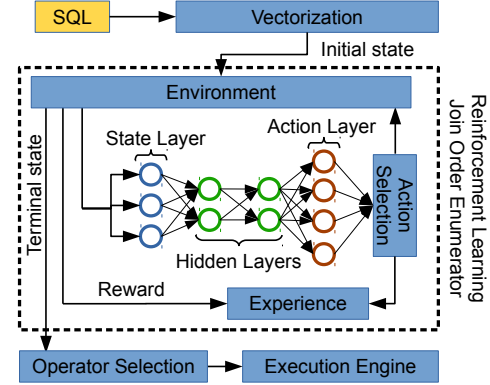 SQL
Vectorization
Initial state
Environment
State Layer
Action Layer
Hidden Layers
Action
Selection
Terminal state
Reward
Experience
Reinforcement Learning
Join Order Enumerator
Operator Selection
Execution Engine